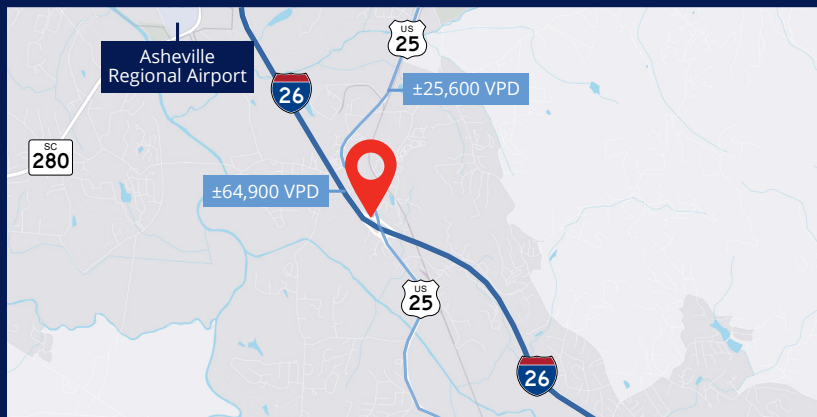 US
25
Asheville
Regional Airport
26
±25,600 VPD
SC
280
±64,900 VPD
US
25
26